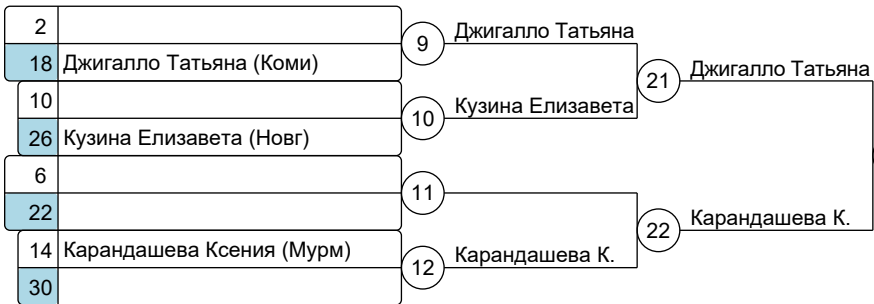 2
9 Джигалло Татьяна
18 Джигалло Татьяна (Коми)
21 Джигалло Татьяна
10
10 Кузина Елизавета
26 Кузина Елизавета (Новг)
6
11
22
22 Карандашева К.
14 Карандашева Ксения (Мурм)
12 Карандашева К.
30